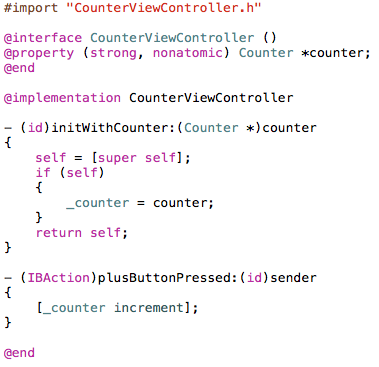 #import "CounterViewController.h"
@interface CounterViewController ()
@property (strong, nonatomic) Counter *counter;
@end
@implementation CounterViewController
- (id)initWithCounter:(Counter *)counter
{
    self = [super self];
    if (self)
    {
        _counter = counter;
    }
    return self;
}
- (IBAction)plusButtonPressed:(id)sender
{
    [_counter increment];
}
@end